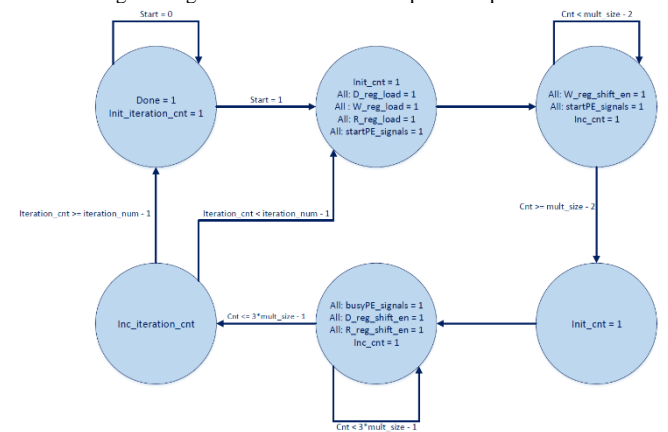 Start = 0
Cnt < mult_size - 2
Done = 1
Init_iteration_cnt = 1
Start = 1
Init_cnt = 1
All: D_reg_load = 1
All : W_reg_load = 1
All: R_reg_load = 1
All: startPE_signals = 1
All: W_reg_shift_en = 1
All: startPE_signals = 1
Inc_cnt = 1
Iteration_cnt >= iteration_num - 1
Iteration_cnt < iteration_num - 1
Cnt >= mult_size - 2
Inc_iteration_cnt
Cnt <= 3*mult_size - 1
All: busyPE_signals = 1
All: D_reg_shift_en = 1
All: R_reg_shift_en = 1
Inc_cnt = 1
Init_cnt = 1
Cnt < 3*mult_size - 1